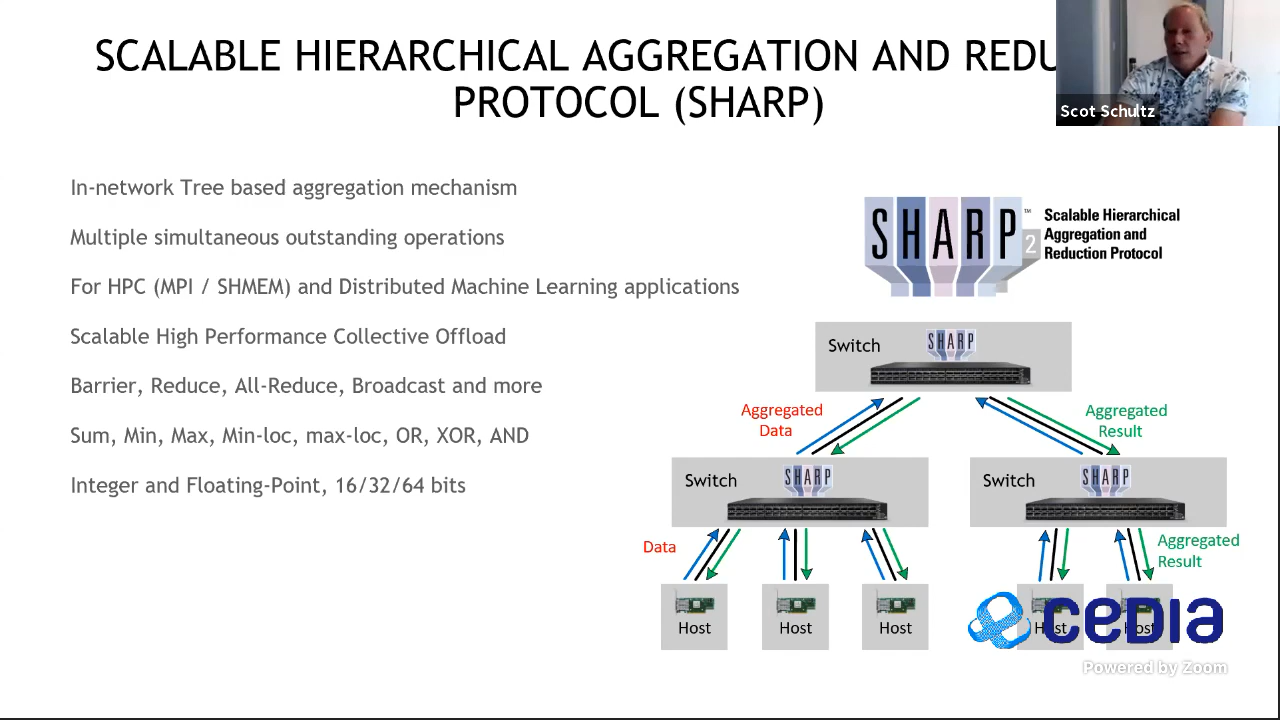 SCALABLE HIERARCHICAL AGGREGATION AND REDU
PROTOCOL (SHARP)
Scot Schultz
In-network Tree based aggregation mechanism
Multiple simultaneous outstanding operations
For HPC (MPI / SHMEM) and Distributed Machine Learning applications
Scalable High Performance Collective Offload
Barrier, Reduce, All-Reduce, Broadcast and more
Sum, Min, Max, Min-loc, max-loc, OR, XOR, AND
Integer and Floating-Point, 16/32/64 bits
SHARP™ 2
Scalable Hierarchical
Aggregation and
Reduction Protocol
Switch
SHARP
Aggregated
Data
Aggregated
Result
Switch
SHARP
Switch
SHARP
Data
Aggregated
Result
Host
Host
Host
Host
Host
CEDIA
Powered by Zoom